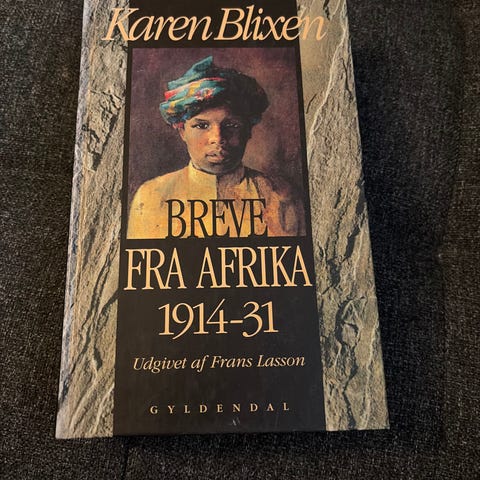 Karen Blixen
BREVE
FRA AFRIKA
1914-31
Udgivet af Frans Lasson
GYLDENDAL